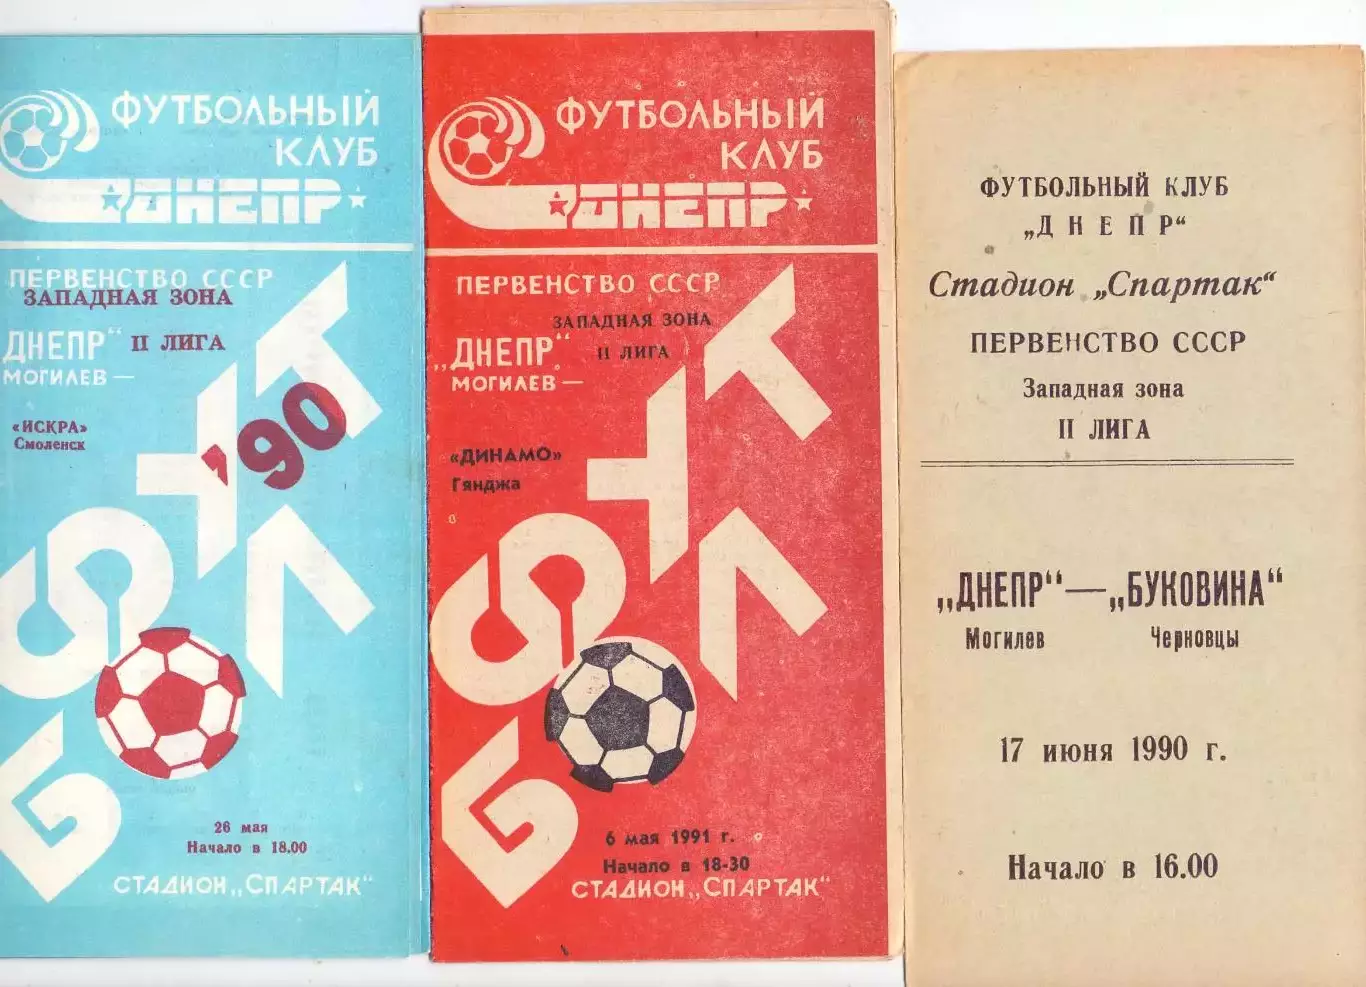 ФУТБОЛЬНЫЙ
КЛУБ
ДНЕПР
ПЕРВЕНСТВО СССР
ЗАПАДНАЯ ЗОНА
ДНЕПР“
II ЛИГА
МОГИЛЕВ —
«ИСКРА»
Смоленск
'90
ФУТБОЛ
26 мая
Начало в 18.00
СТАДИОН „СПАРТАК“
ФУТБОЛЬНЫЙ
КЛУБ
ДНЕПР
ПЕРВЕНСТВО СССР
ЗАПАДНАЯ ЗОНА
„ДНЕПР“
II ЛИГА
МОГИЛЕВ —
«ДИНАМО»
Гянджа
ФУТБОЛ
6 мая 1991 г.
Начало в 18-30
СТАДИОН „СПАРТАК“
ФУТБОЛЬНЫЙ КЛУБ
„ДНЕПР“
Стадион „Спартак“
ПЕРВЕНСТВО СССР
Западная зона
II ЛИГА
„ДНЕПР“ — „БУКОВИНА“
Могилев Черновцы
17 июня 1990 г.
Начало в 16.00